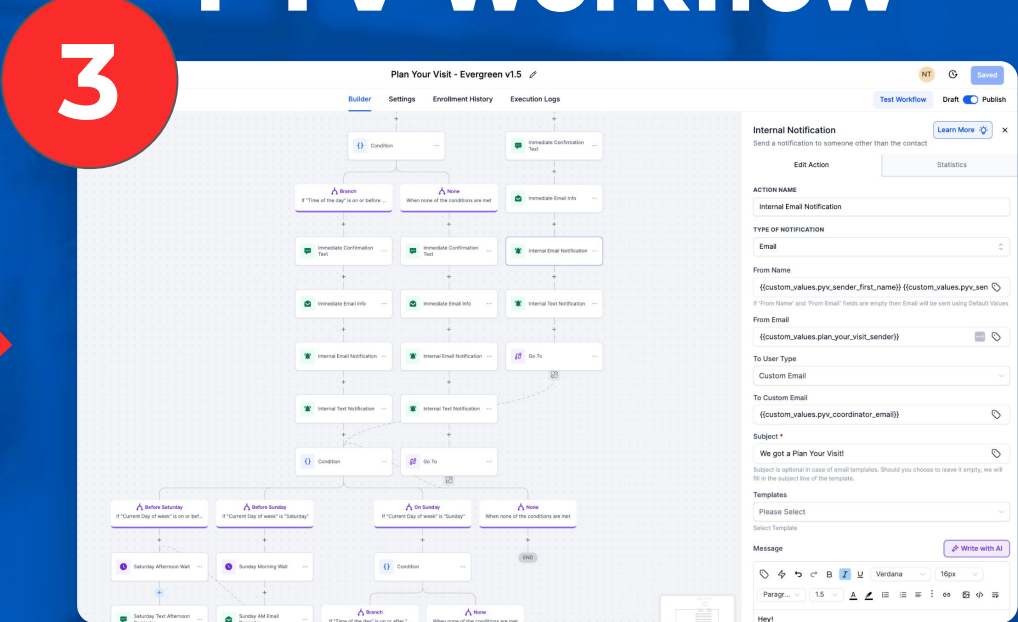 PYV Workflow
3
Plan Your Visit - Evergreen v1.5
NT
Saved
Builder
Settings
Enrollment History
Execution Logs
Test Workflow
Draft
Publish
Condition
Immediate Confirmation
Text
Branch
If "Time of the day" is on or before ...
None
When none of the conditions are met
Immediate Email Info
Immediate Confirmation
Text
Immediate Confirmation
Text
Internal Email Notification
Immediate Email Info
Immediate Email Info
Internal Text Notification
Internal Email Notification
Internal Email Notification
Go To
Internal Text Notification
Internal Text Notification
Condition
Go To
Before Saturday
If "Current Day of week" is on or bef...
Before Sunday
If "Current Day of week" is "Saturday"
On Sunday
If "Current Day of week" is "Sunday"
None
When none of the conditions are met
Saturday Afternoon Wait
Sunday Morning Wait
Condition
END
Saturday Text Afternoon
Sunday AM Email
Branch
If "Time of the day" is on or after "
None
When none of the conditions are met
Internal Notification
Send a notification to someone other than the contact
Learn More
Edit Action
Statistics
ACTION NAME
Internal Email Notification
TYPE OF NOTIFICATION
Email
From Name
{{custom_values.pyv_sender_first_name}} {{custom_values.pyv_sen
If 'From Name' and 'From Email' fields are empty then Email will be sent using Default Values
From Email
{{custom_values.plan_your_visit_sender}}
To User Type
Custom Email
To Custom Email
{{custom_values.pyv_coordinator_email}}
Subject *
We got a Plan Your Visit!
Subject is optional in case of email templates. Should you choose to leave it empty, we will
fill in the subject line of the template.
Templates
Please Select
Select Template
Message
Write with AI
B I U
Verdana
16px
Paragr...
1.5
A
Hey!